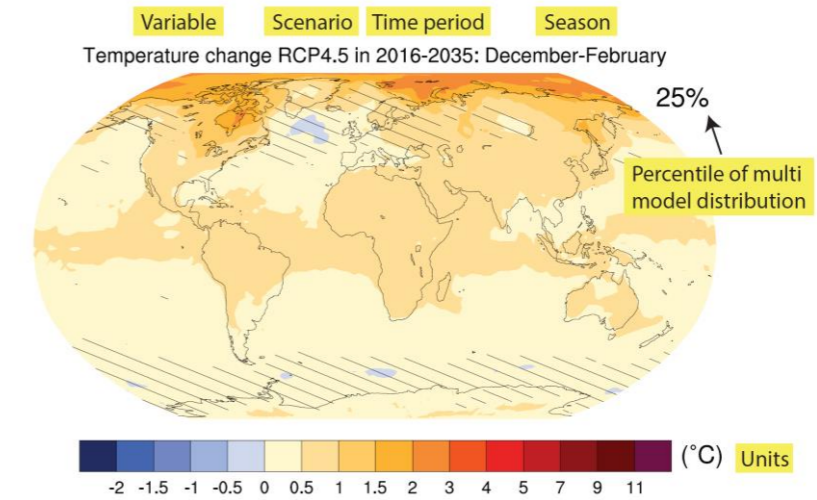 Variable Scenario Time period Season
Temperature change RCP4.5 in 2016-2035: December-February
25%
Percentile of multi
model distribution
(°C) Units
-2 -1.5 -1 -0.5 0 0.5 1 1.5 2 3 4 5 7 9 11